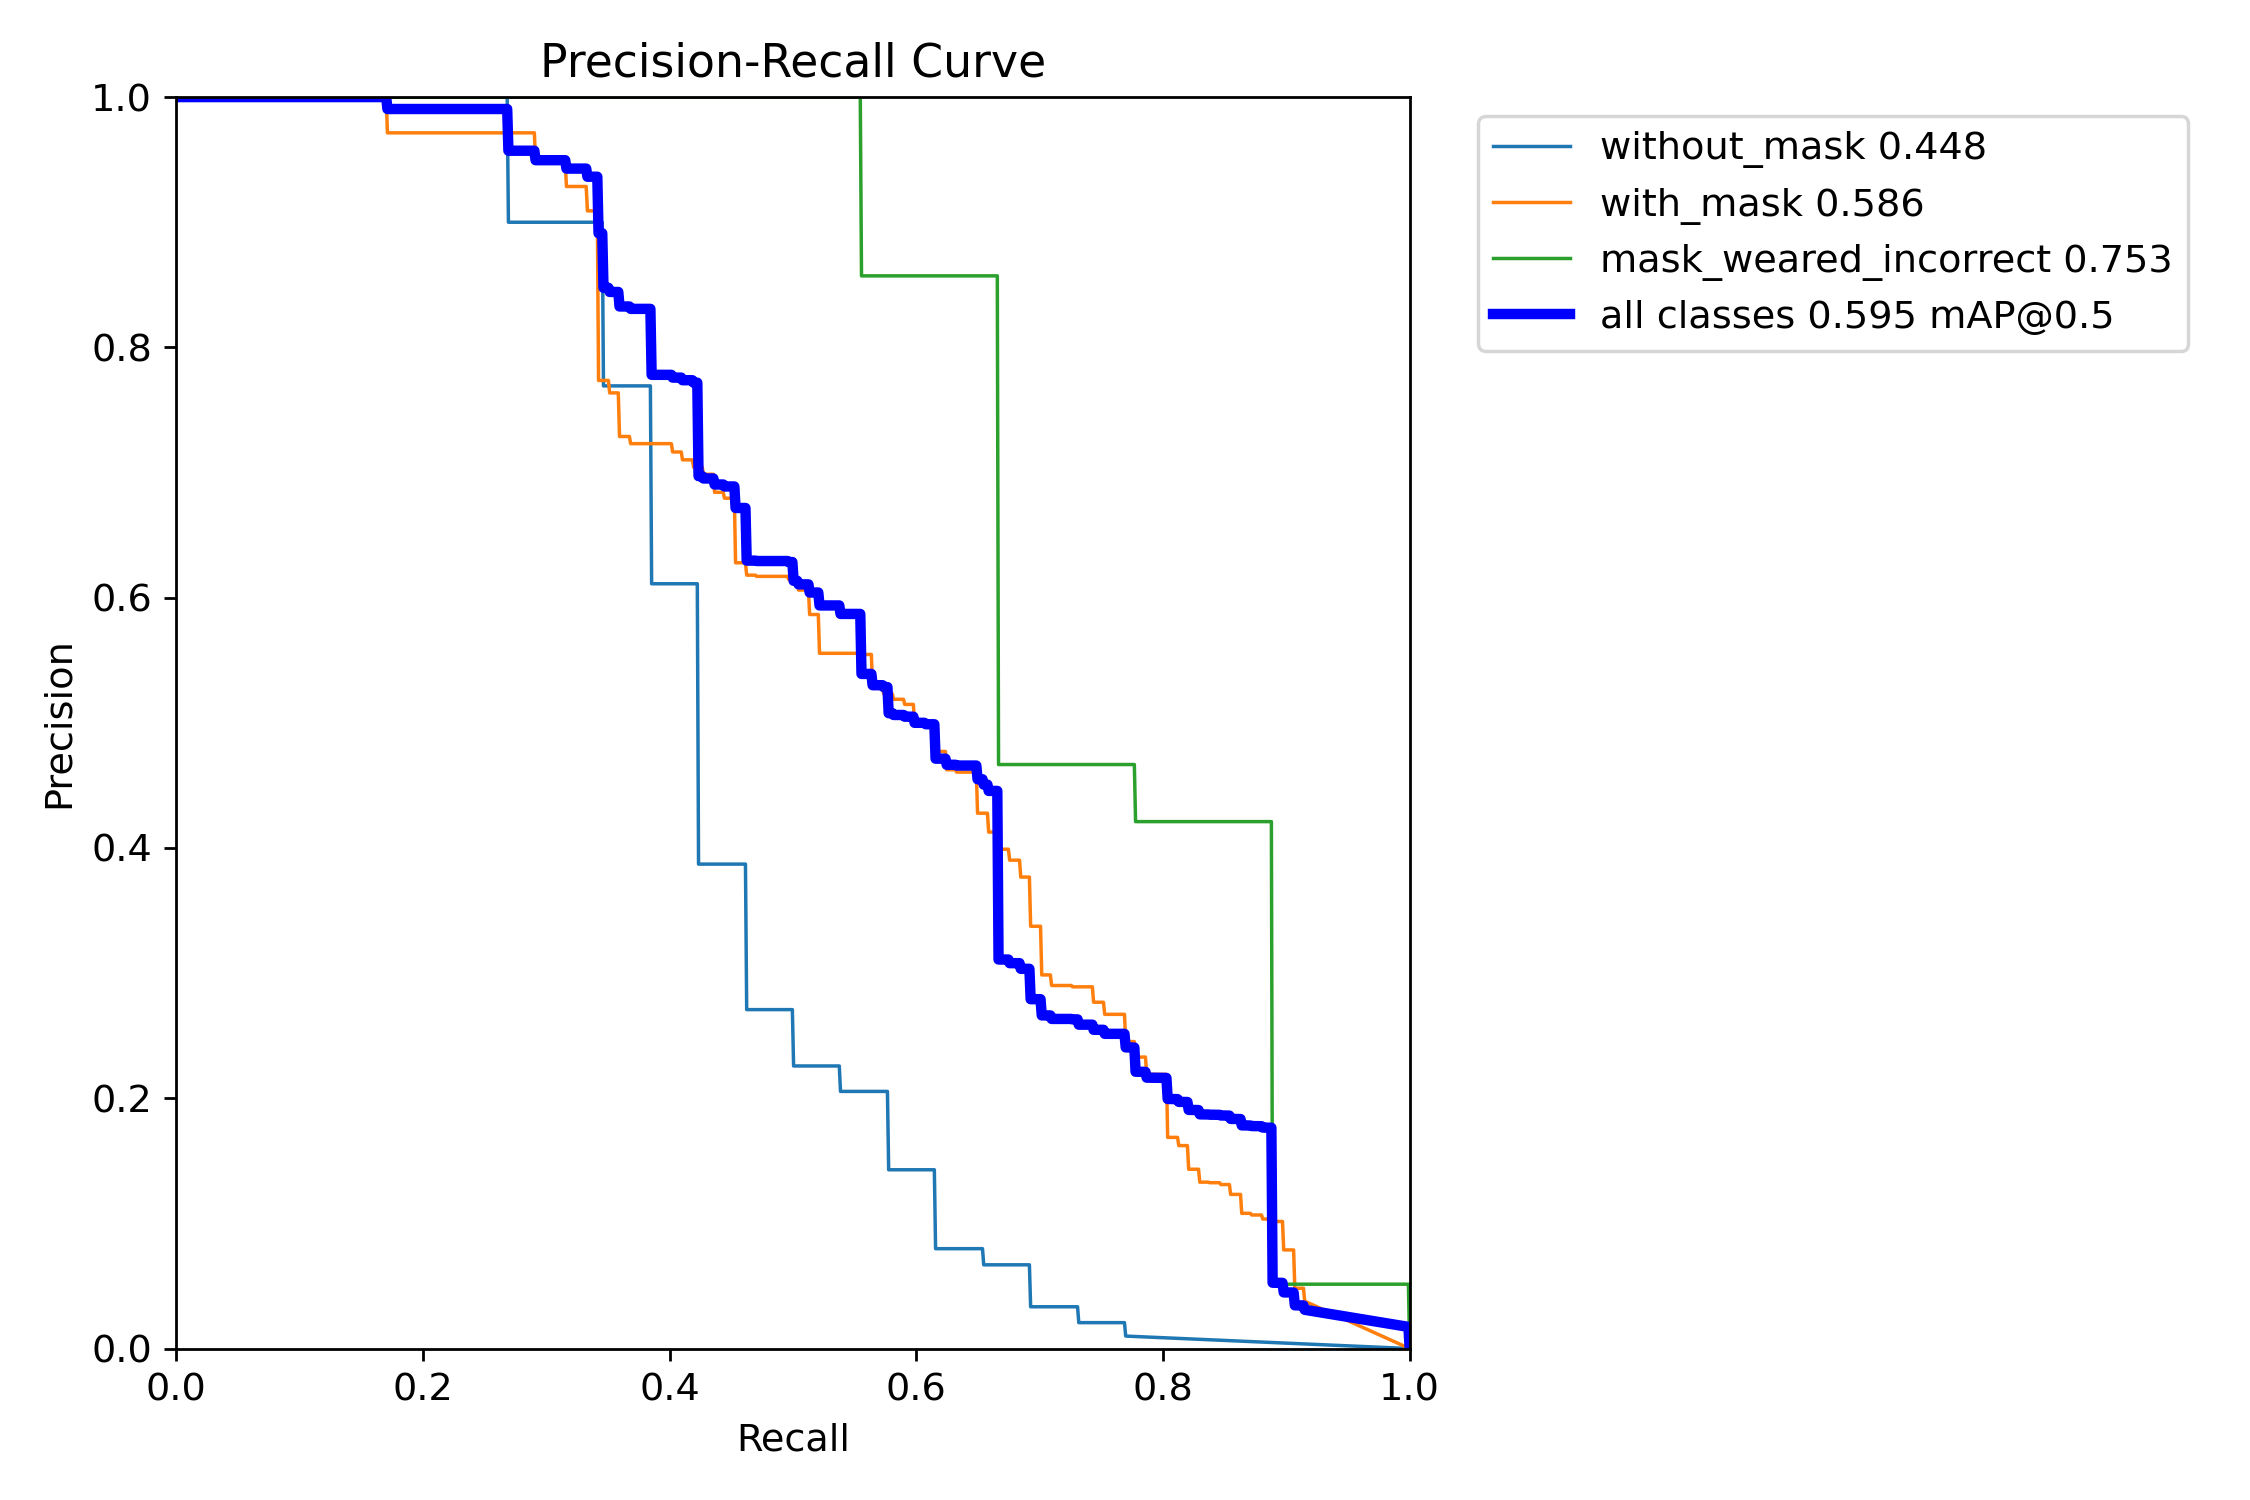 Precision-Recall Curve
1.0
0.8
0.6
0.4
0.2
0.0
Precision
0.0 0.2 0.4 0.6 0.8 1.0
Recall
without_mask 0.448
with_mask 0.586
mask_weared_incorrect 0.753
all classes 0.595 mAP@0.5